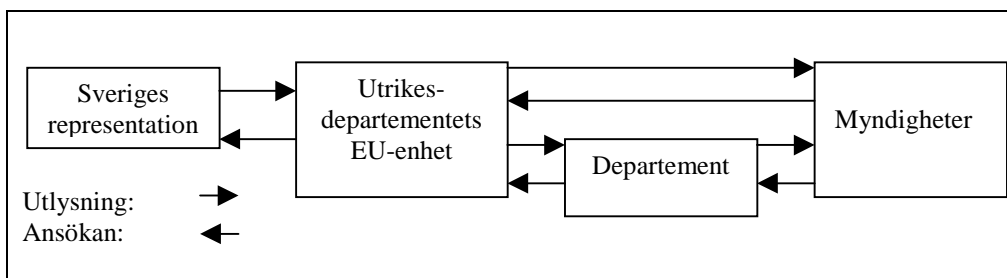 Sveriges
representation
Utrikes-
departementets
EU-enhet
Departement
Myndigheter
Utlysning:
Ansökan: